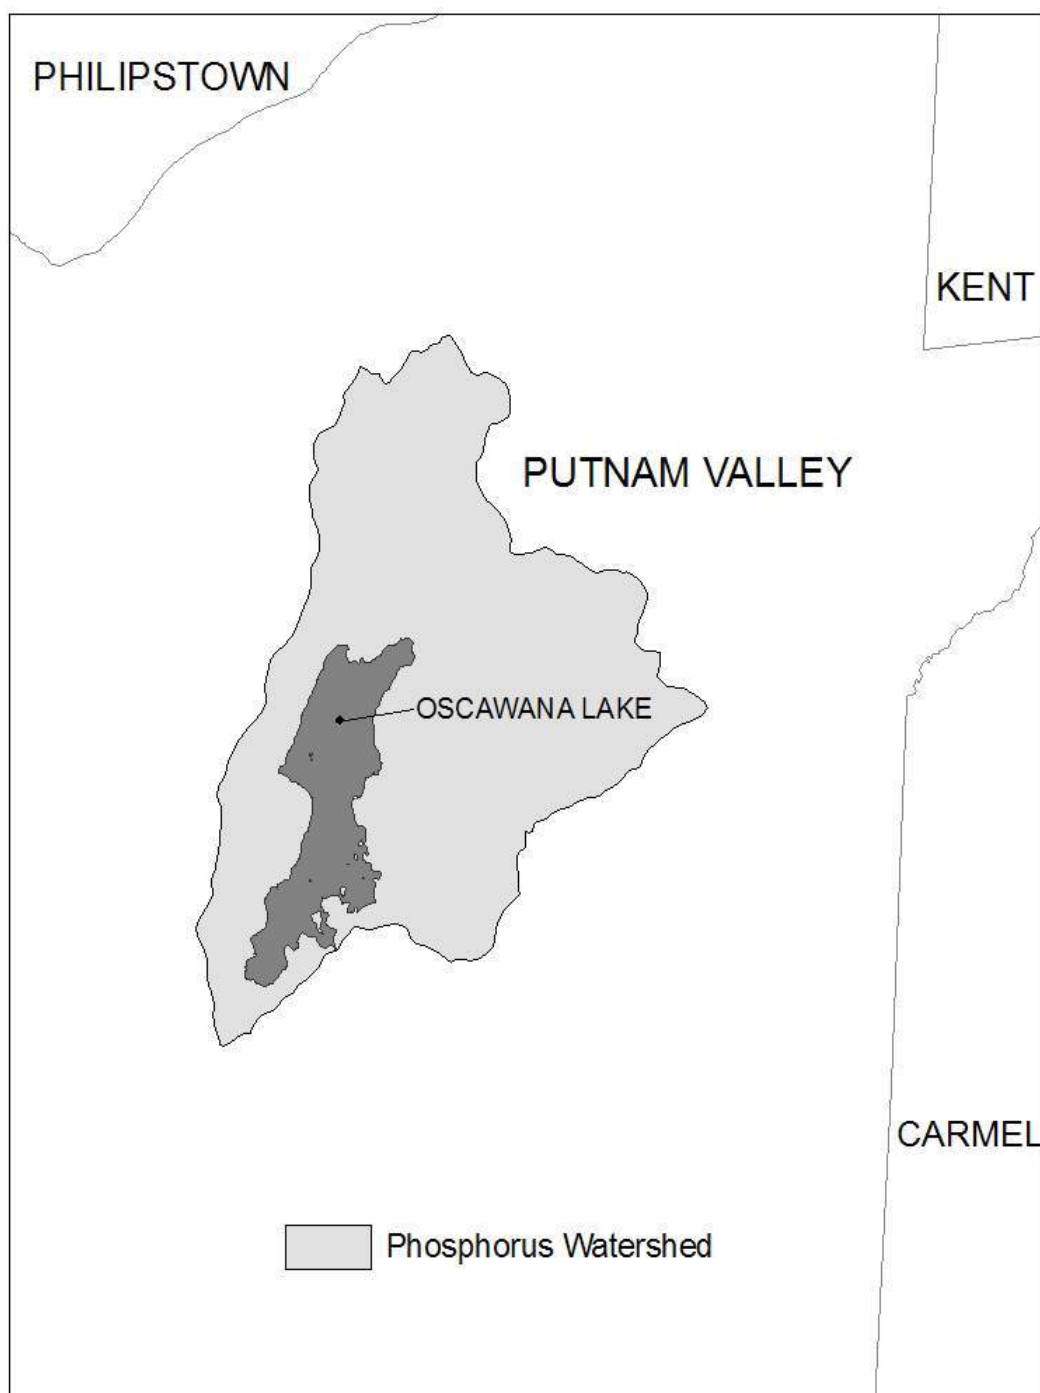 PHILIPSTOWN
KENT
PUTNAM VALLEY
OSCAWANA LAKE
CARMEL
Phosphorus Watershed